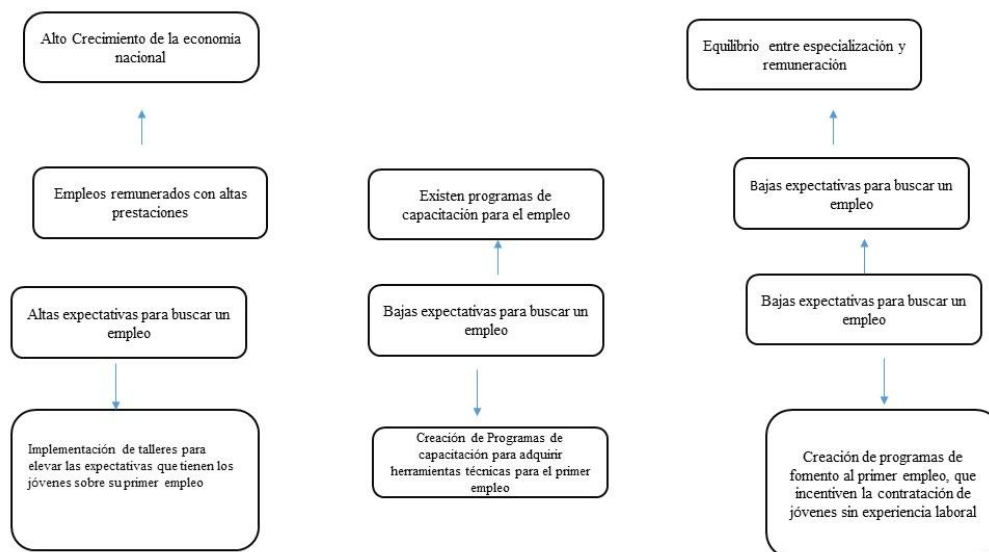 Alto Crecimiento de la economía
nacional
Equilibrio entre especialización y
remuneración
Empleos remunerados con altas
prestaciones
Existen programas de
capacitación para el empleo
Bajas expectativas para buscar un
empleo
Altas expectativas para buscar un
empleo
Bajas expectativas para buscar un
empleo
Bajas expectativas para buscar un
empleo
Implementación de talleres para
elevar las expectativas que tienen los
jóvenes sobre su primer empleo
Creación de Programas de
capacitación para adquirir
herramientas técnicas para el primer
empleo
Creación de programas de
fomento al primer empleo, que
incentiven la contratación de
jóvenes sin experiencia laboral